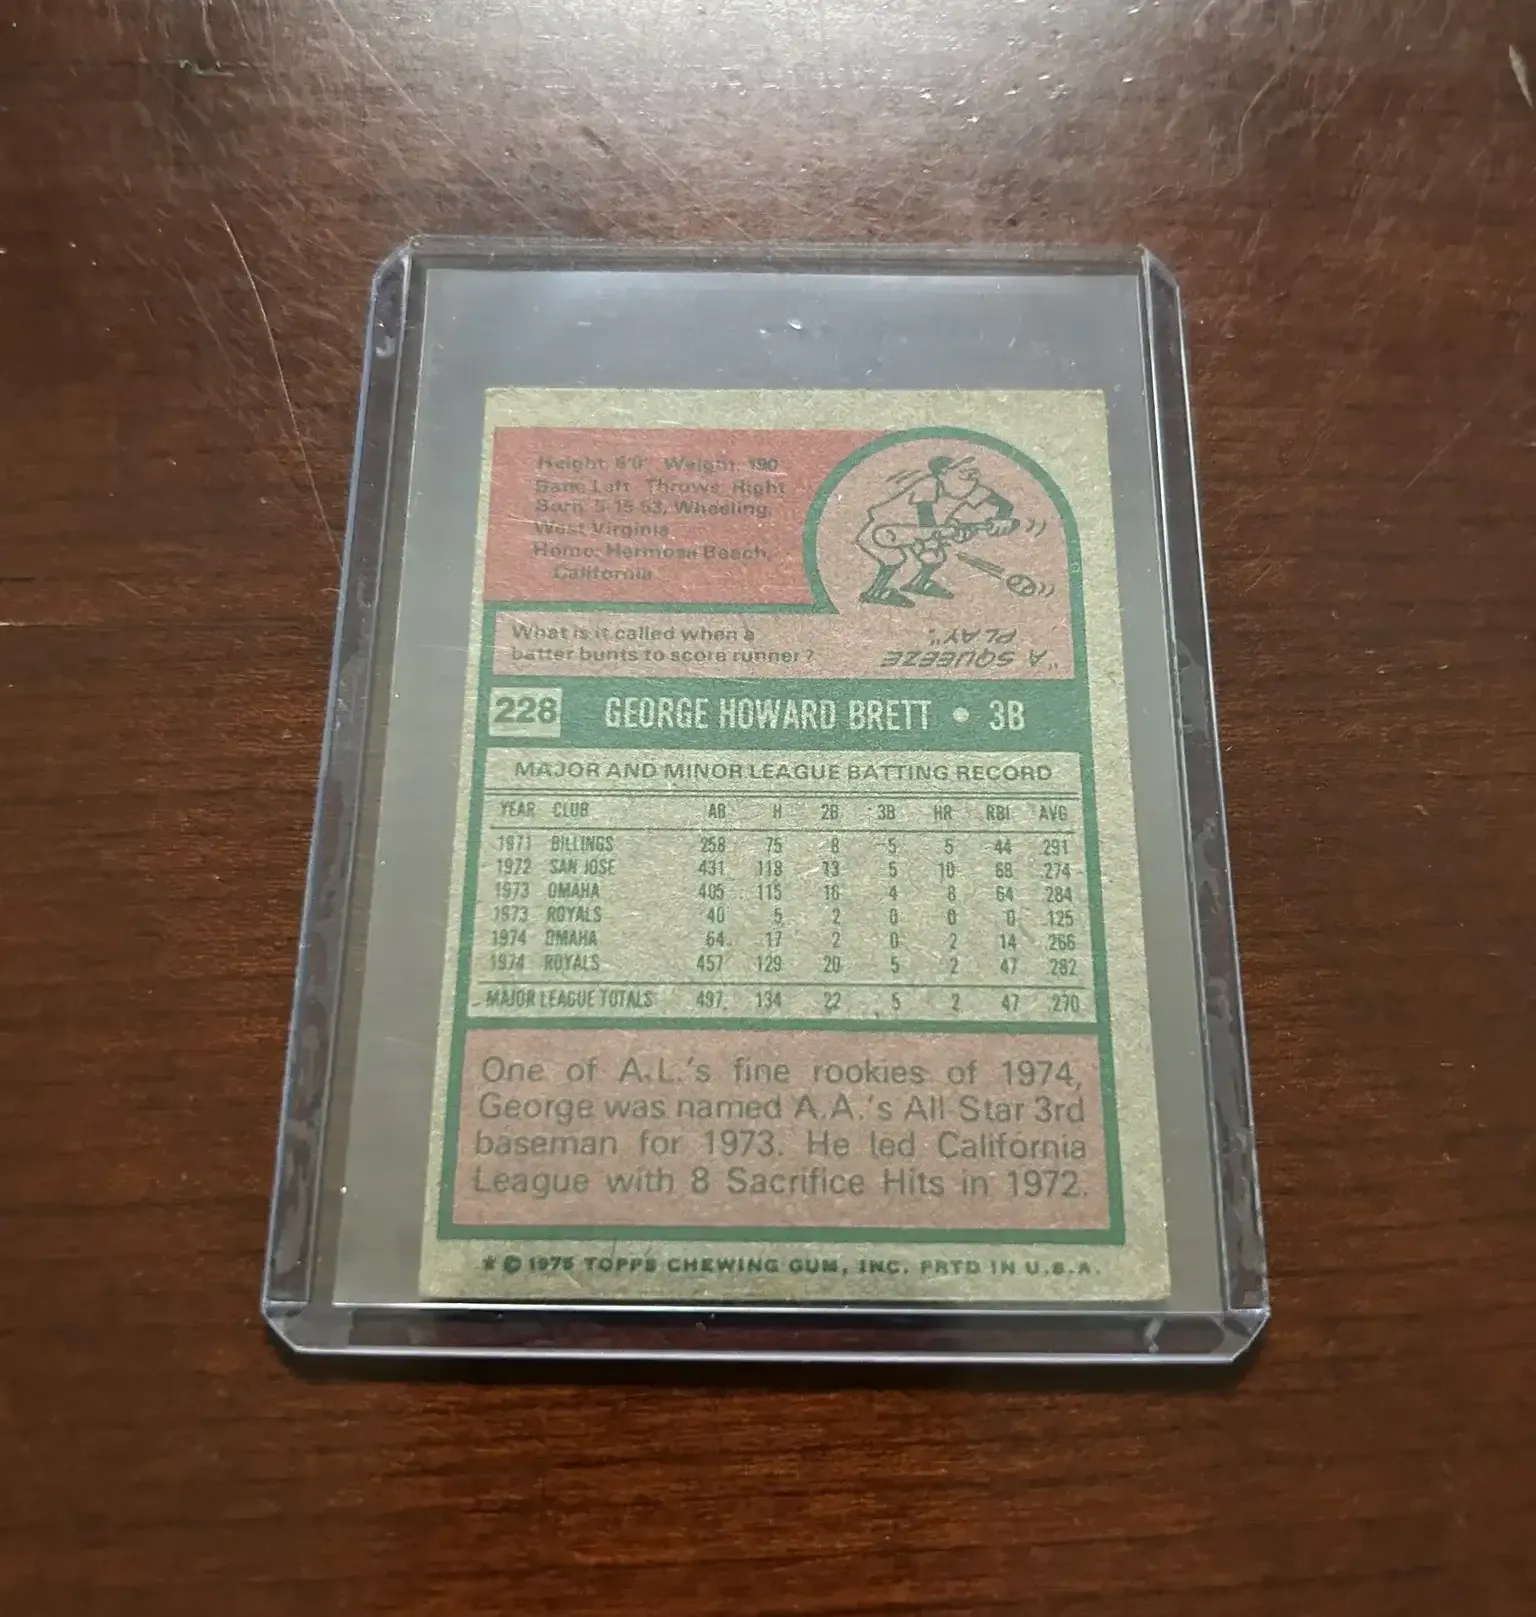 Height: 6'0" Weight: 190
Bats: Left Throws: Right
Born: 5-15-53, Wheeling,
West Virginia
Home: Hermosa Beach,
California
What is it called when a
batter bunts to score runner?
"A SQUEEZE
PLAY".
228 GEORGE HOWARD BRETT • 3B
MAJOR AND MINOR LEAGUE BATTING RECORD
YEAR CLUB AB H 2B 3B HR RBI AVG
1971 BILLINGS 258 75 8 5 5 44 .291
1972 SAN JOSE 431 118 13 5 10 68 .274
1973 OMAHA 405 115 16 4 8 64 .284
1973 ROYALS 40 5 2 0 0 0 .125
1974 OMAHA 64 17 2 0 2 14 .266
1974 ROYALS 457 129 20 5 2 47 .282
MAJOR LEAGUE TOTALS 497 134 22 5 2 47 .270
One of A.L.'s fine rookies of 1974,
George was named A.A.'s All-Star 3rd
baseman for 1973. He led California
League with 8 Sacrifice Hits in 1972.
* © 1975 TOPPS CHEWING GUM, INC. PRTD IN U.S.A.